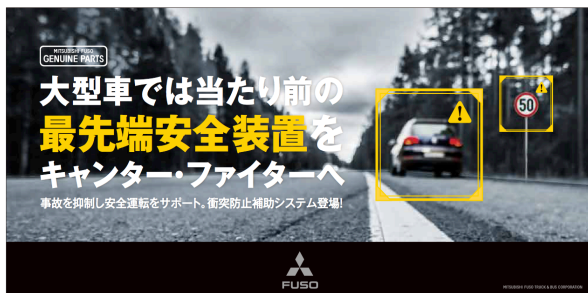 MITSUBISHI FUSO
GENUINE PARTS
大型車では当たり前の
最先端安全装置を
キャンター・ファイターへ
事故を抑制し安全運転をサポート。衝突防止補助システム登場!
50
FUSO
MITSUBISHI FUSO TRUCK & BUS CORPORATION